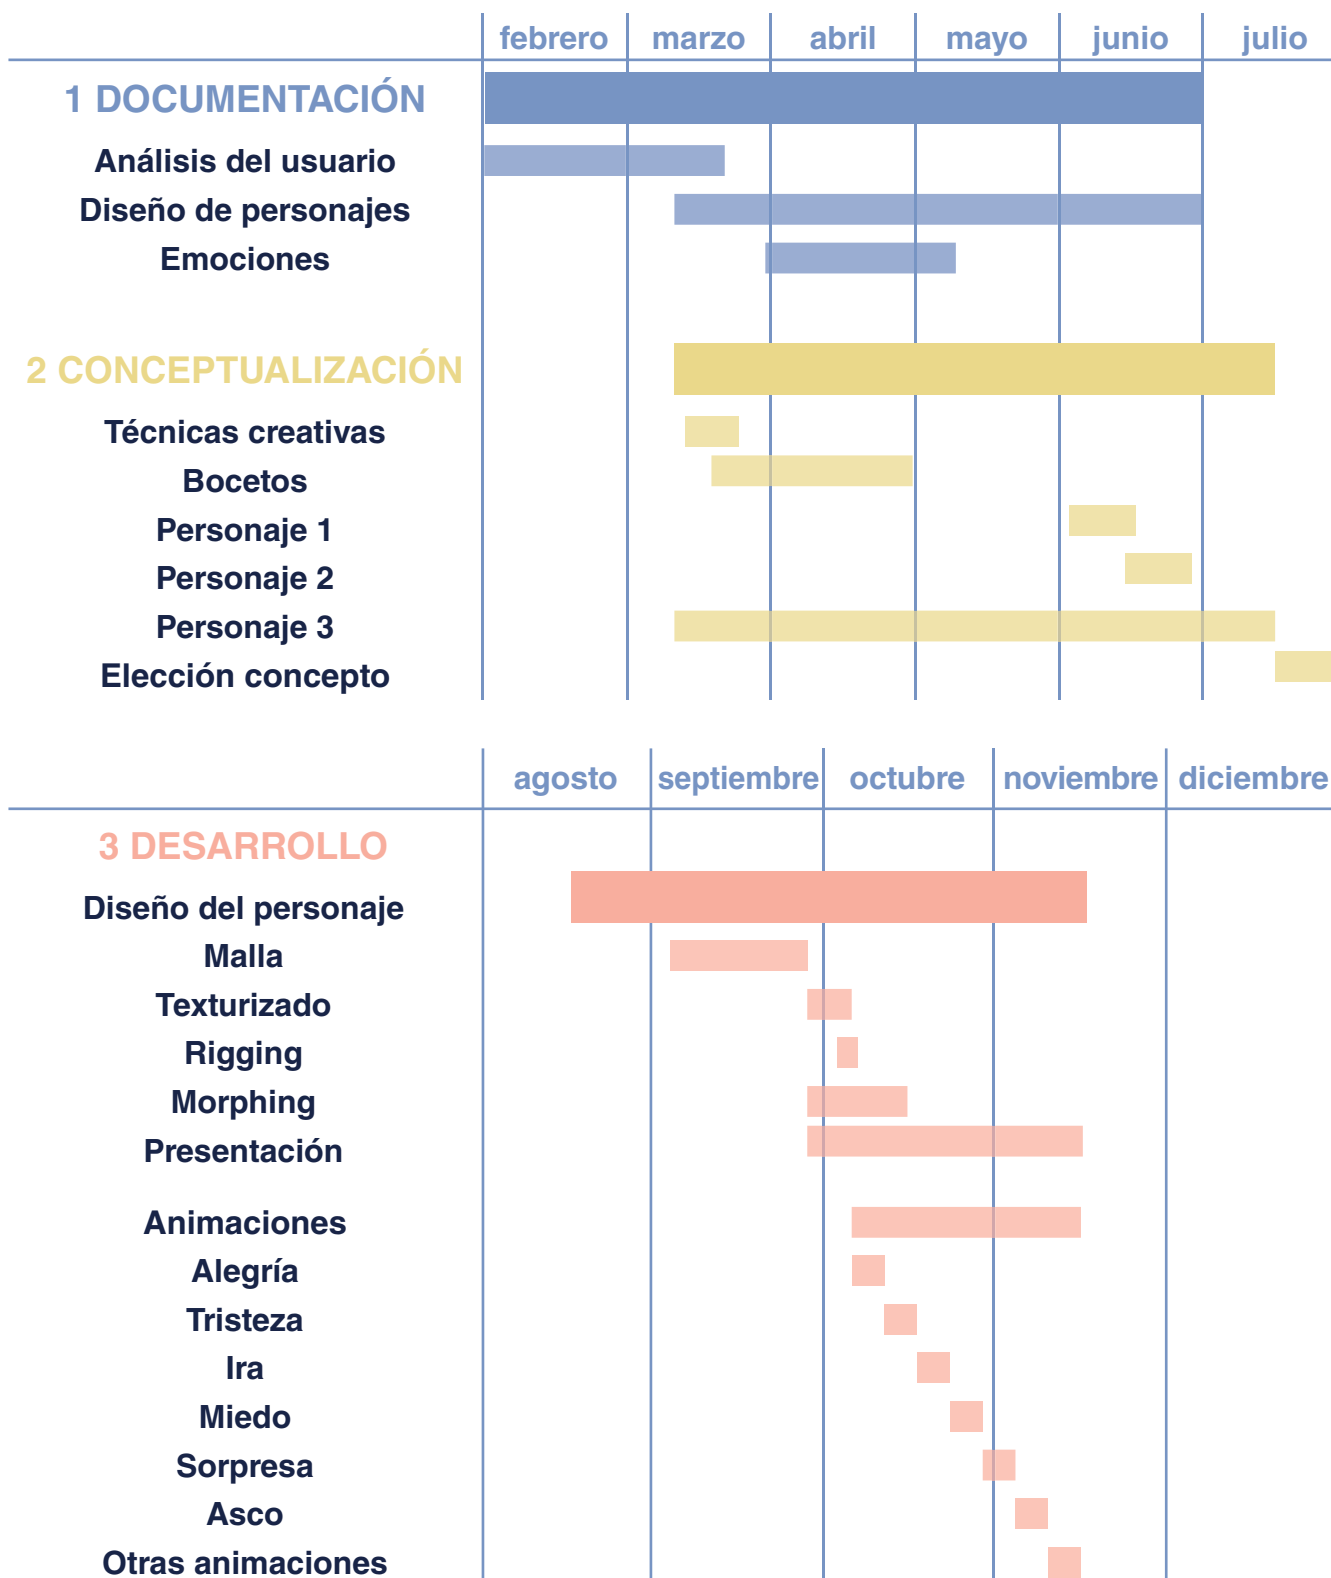 febrero marzo abril mayo junio julio
1 DOCUMENTACIÓN
Análisis del usuario
Diseño de personajes
Emociones
2 CONCEPTUALIZACIÓN
Técnicas creativas
Bocetos
Personaje 1
Personaje 2
Personaje 3
Elección concepto
agosto septiembre octubre noviembre diciembre
3 DESARROLLO
Diseño del personaje
Malla
Texturizado
Rigging
Morphing
Presentación
Animaciones
Alegría
Tristeza
Ira
Miedo
Sorpresa
Asco
Otras animaciones